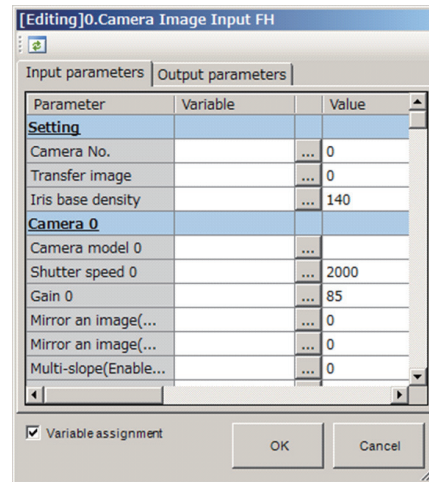 [Editing]0.Camera Image Input FH
Input parameters Output parameters
Parameter Variable Value
Setting
Camera No. ... 0
Transfer image ... 0
Iris base density ... 140
Camera 0
Camera model 0 ...
Shutter speed 0 ... 2000
Gain 0 ... 85
Mirror an image(... ... 0
Mirror an image(... ... 0
Multi-slope(Enable... ... 0
Variable assignment OK Cancel